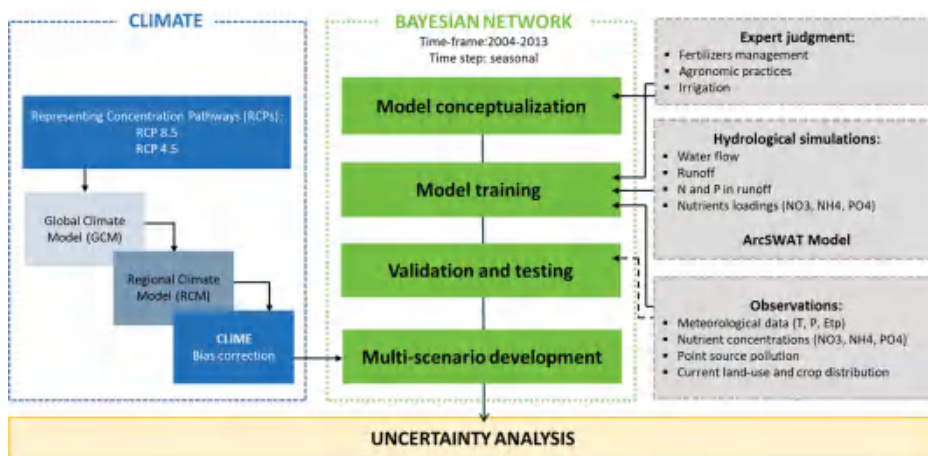 CLIMATE
Representing Concentration Pathways (RCPs):
RCP 8.5
RCP 4.5
Global Climate
Model (GCM)
Regional Climate
Model (RCM)
CLIME
Bias correction
BAYESIAN NETWORK
Time-frame:2004-2013
Time step: seasonal
Model conceptualization
Model training
Validation and testing
Multi-scenario development
Expert judgment:
▪ Fertilizers management
▪ Agronomic practices
▪ Irrigation
Hydrological simulations:
▪ Water flow
▪ Runoff
▪ N and P in runoff
▪ Nutrients loadings (NO3, NH4, PO4)
ArcSWAT Model
Observations:
▪ Meteorological data (T, P, Etp)
▪ Nutrient concentrations (NO3, NH4, PO4)
▪ Point source pollution
▪ Current land-use and crop distribution
UNCERTAINTY ANALYSIS